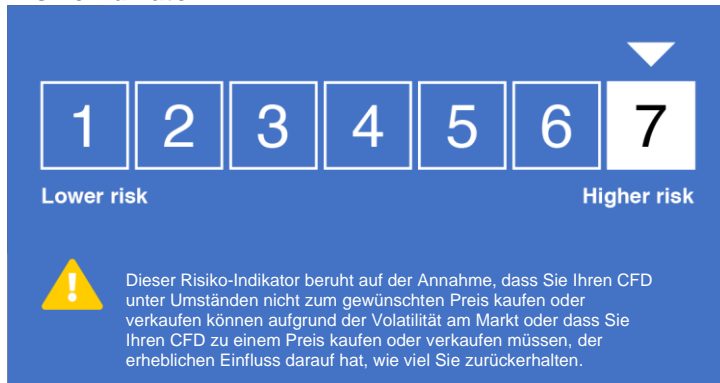 1 2 3 4 5 6 7
Lower risk Higher risk
Dieser Risiko-Indikator beruht auf der Annahme, dass Sie Ihren CFD
unter Umständen nicht zum gewünschten Preis kaufen oder
verkaufen können aufgrund der Volatilität am Markt oder dass Sie
Ihren CFD zu einem Preis kaufen oder verkaufen müssen, der
erheblichen Einfluss darauf hat, wie viel Sie zurückerhalten.